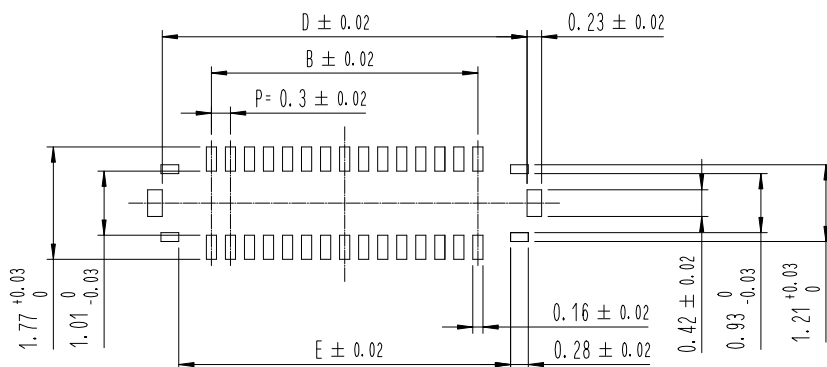 D ± 0.02
0.23 ± 0.02
B ± 0.02
P= 0.3 ± 0.02
1.77 +0.03 0
1.01 0 -0.03
0.16 ± 0.02
E ± 0.02
0.28 ± 0.02
0.42 ± 0.02
0.93 0 -0.03
1.21 +0.03 0